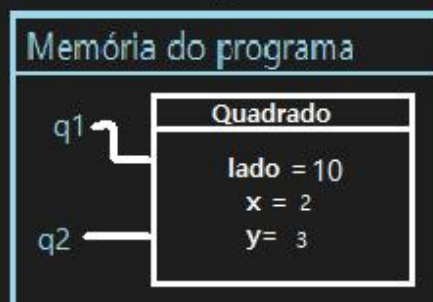 Memória do programa
Quadrado
q1
lado = 10
x = 2
q2
y= 3